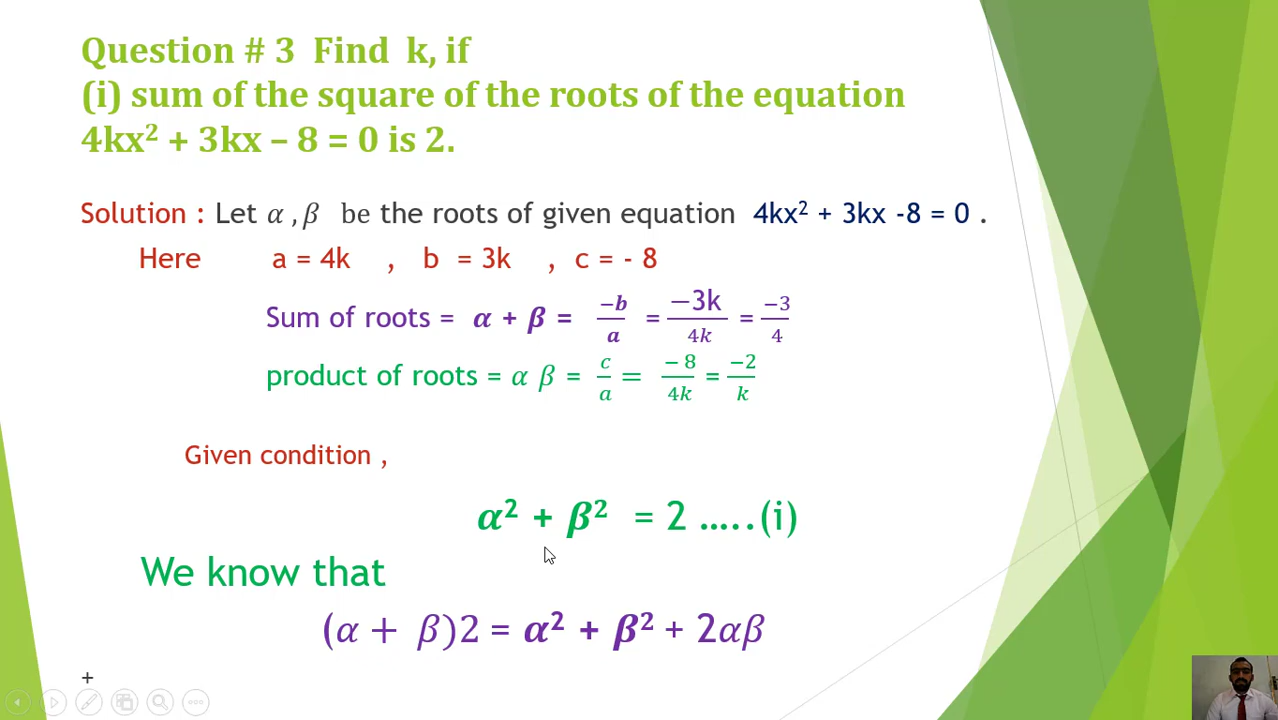 Question # 3 Find k, if
(i) sum of the square of the roots of the equation
4kx² + 3kx – 8 = 0 is 2.
Solution : Let α , β be the roots of given equation 4kx² + 3kx -8 = 0 .
Here a = 4k , b = 3k , c = - 8
Sum of roots = α + β = −b/a = −3k/4k = −3/4
product of roots = α β = c/a = − 8/4k = −2/k
Given condition ,
α² + β² = 2 …..(i)
We know that
(α + β)2 = α² + β² + 2αβ
+